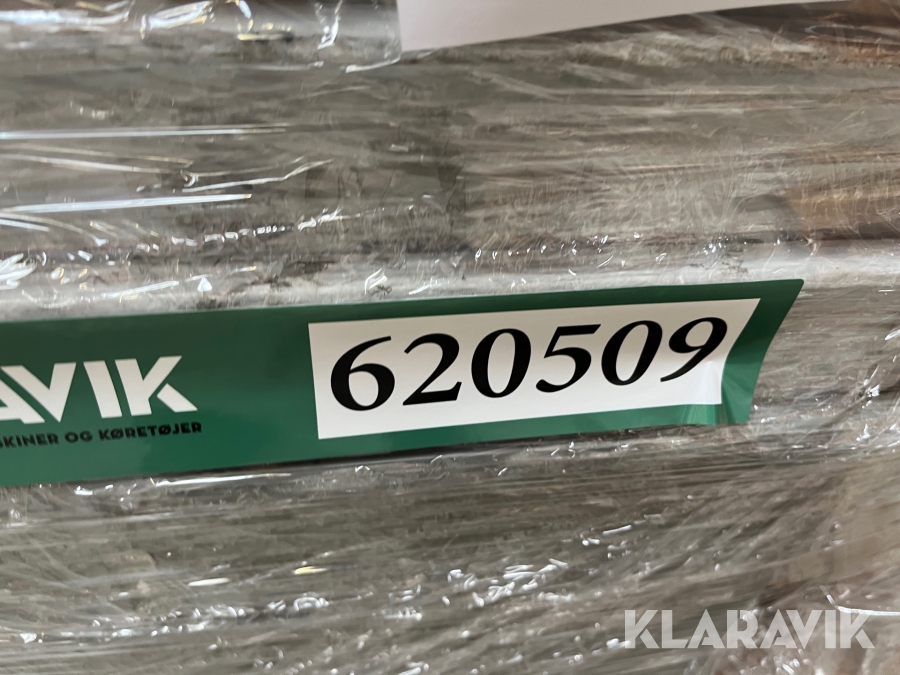 AVIK
SKINER OG KØRETØJER
620509
KLARAVIK